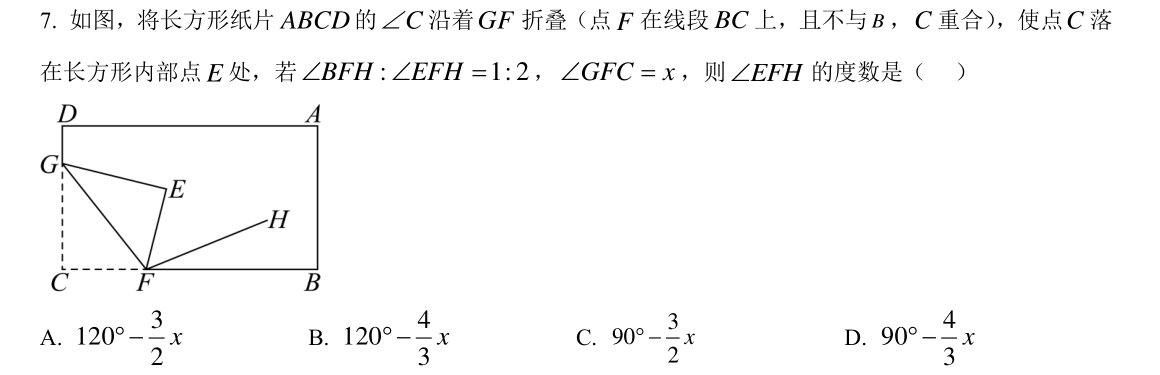 7. 如图，将长方形纸片 ABCD 的 ∠C 沿着 GF 折叠（点 F 在线段 BC 上，且不与 B，C 重合），使点 C 落
在长方形内部点 E 处，若 ∠BFH : ∠EFH = 1 : 2，∠GFC = x，则 ∠EFH 的度数是（　）
D A
G
E
H
C F B
A. 120° − 3/2 x B. 120° − 4/3 x C. 90° − 3/2 x D. 90° − 4/3 x